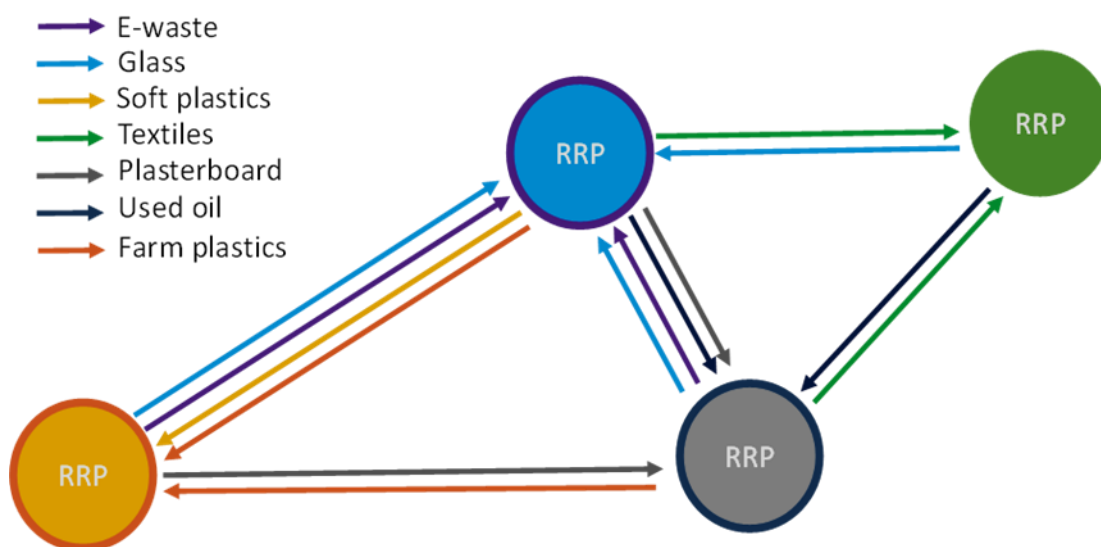 E-waste
Glass
Soft plastics
Textiles
Plasterboard
Used oil
Farm plastics
RRP
RRP
RRP
RRP